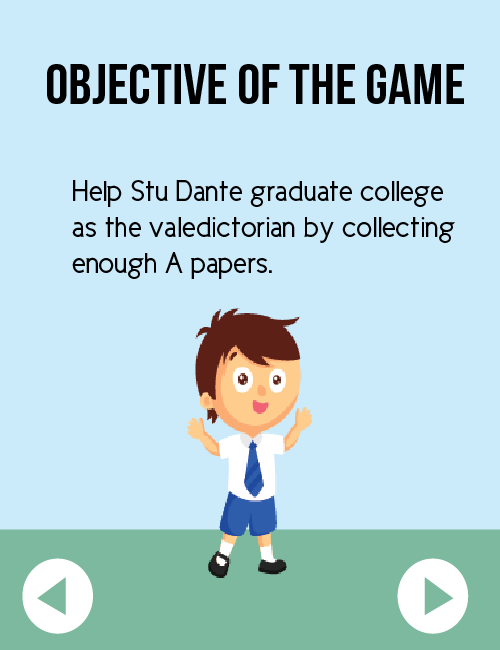 OBJECTIVE OF THE GAME
Help Stu Dante graduate college
as the valedictorian by collecting
enough A papers.